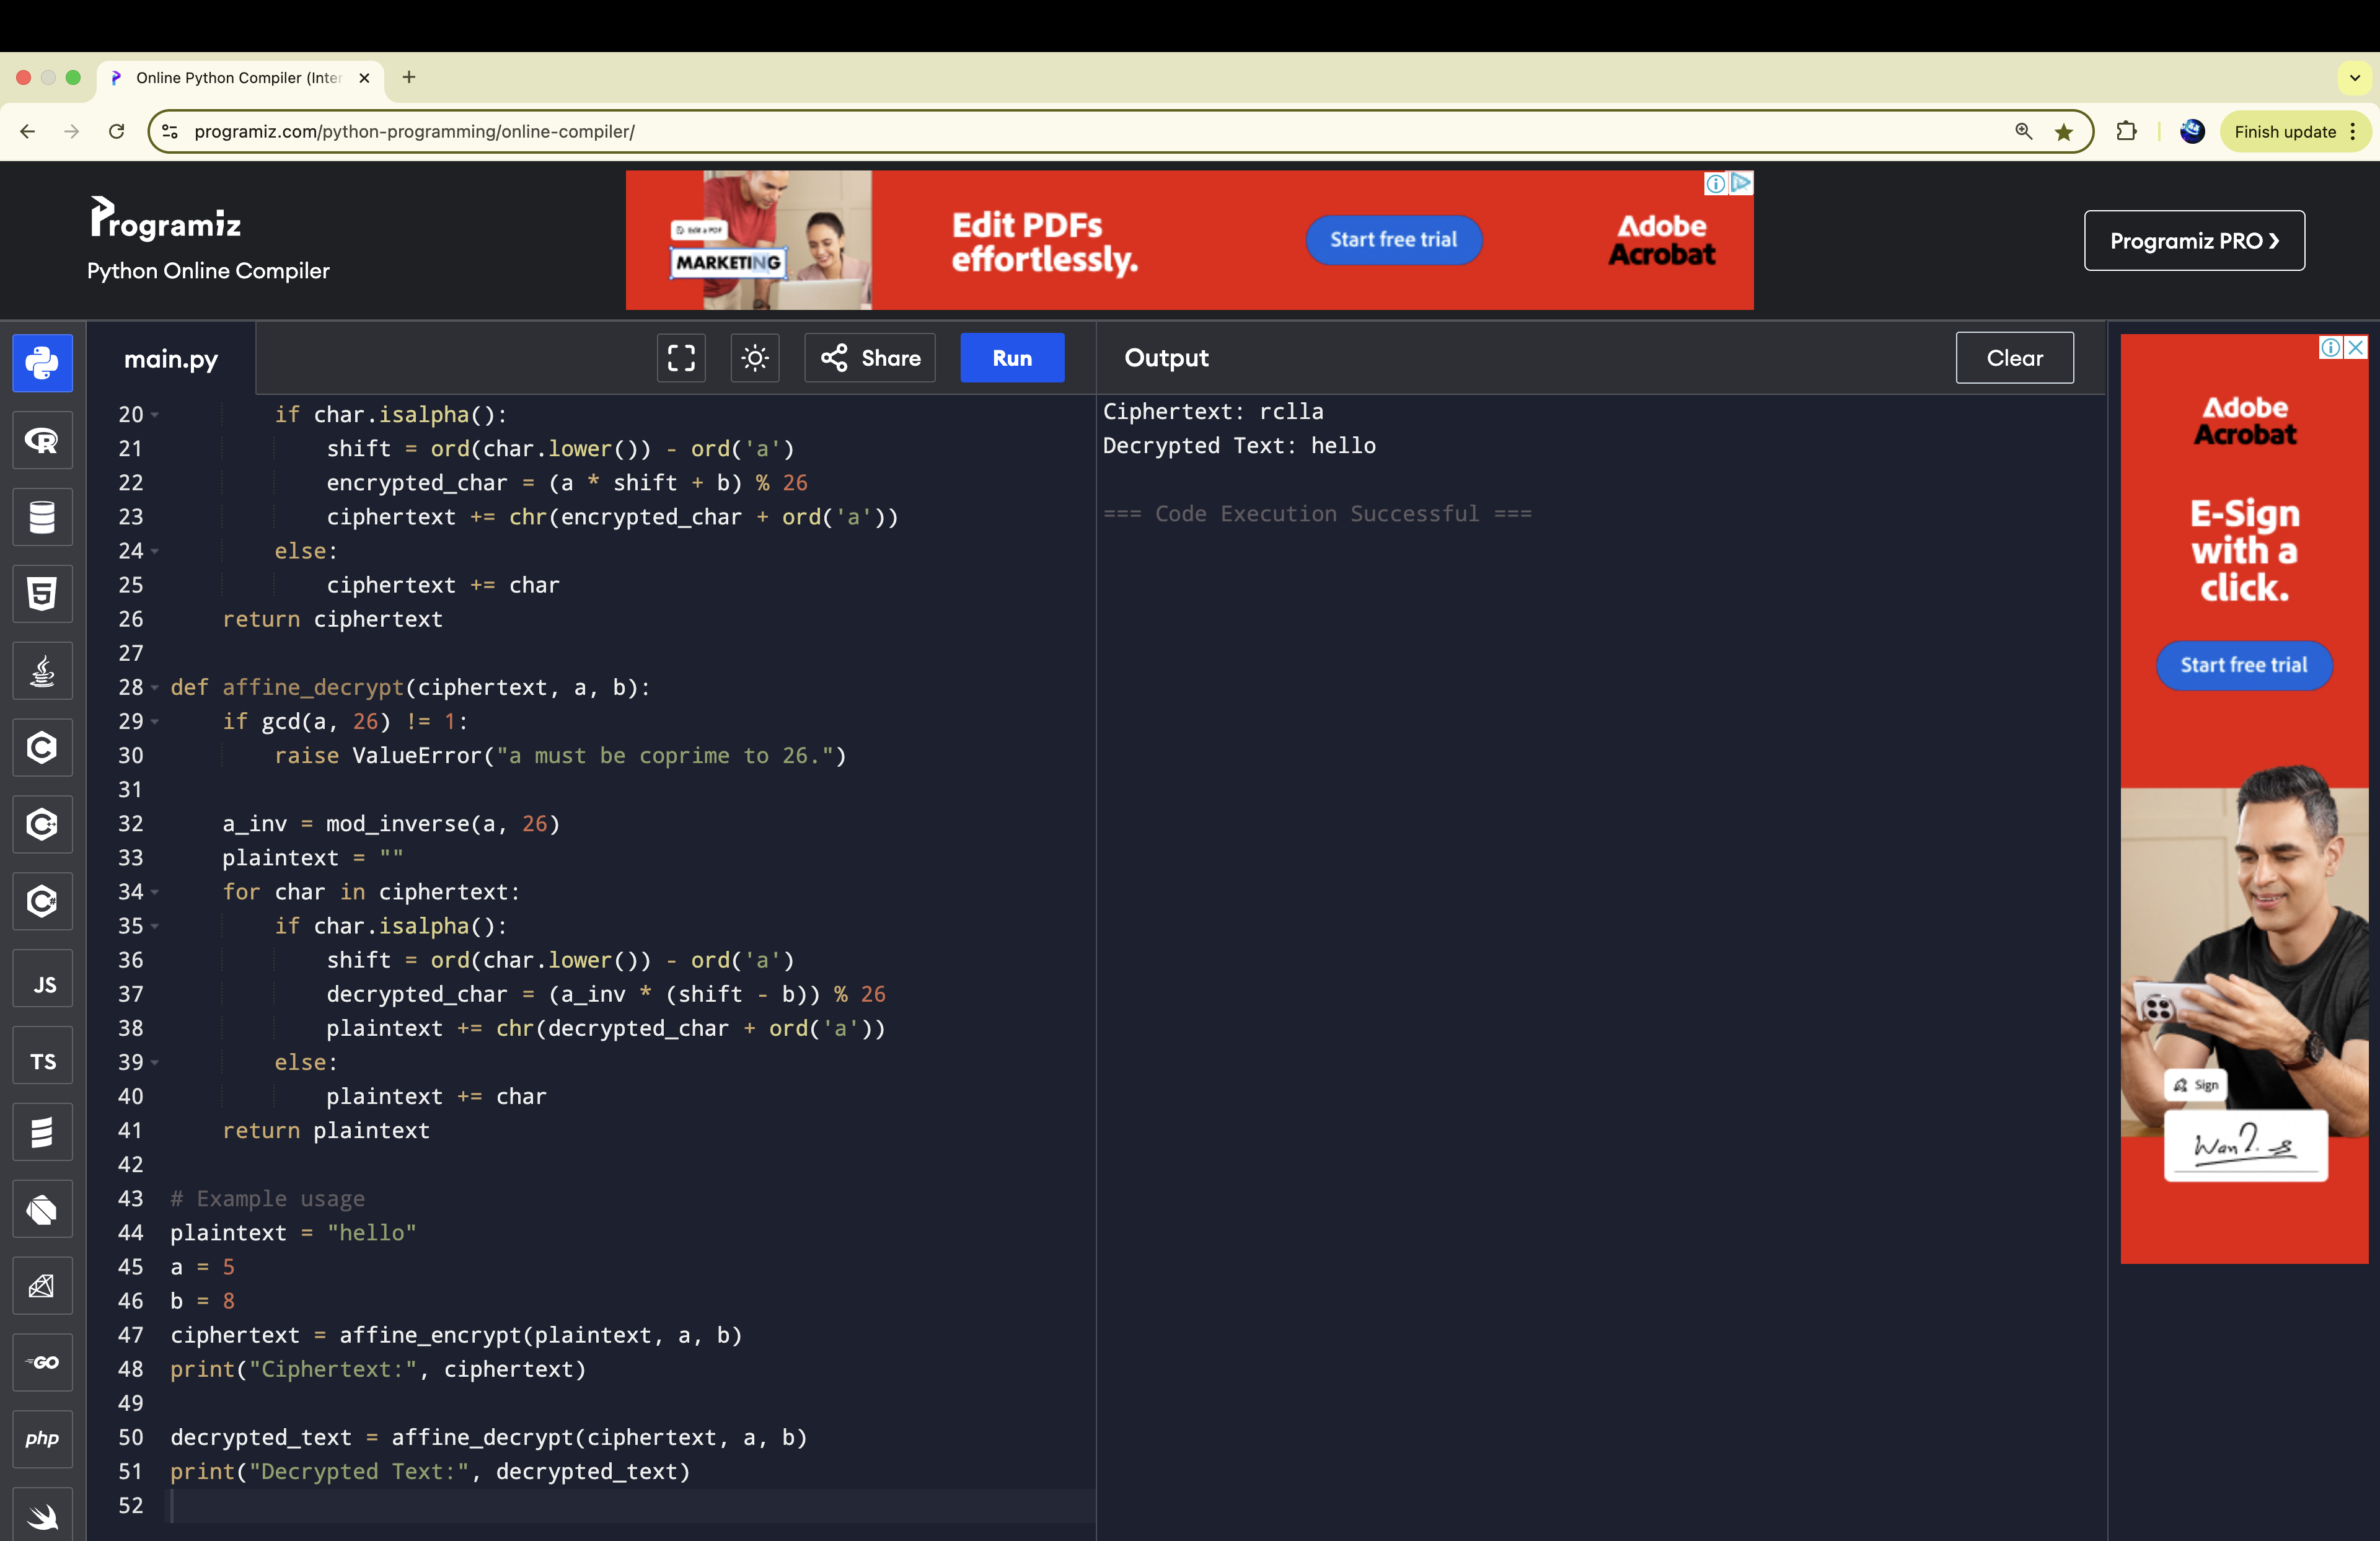 Online Python Compiler (Inter
programiz.com/python-programming/online-compiler/
Finish update
Programiz
Python Online Compiler
Edit a PDF
MARKETING
Edit PDFs
effortlessly.
Start free trial
Adobe
Acrobat
Programiz PRO ❯
main.py
Share
Run
Output
Clear
20 if char.isalpha():
21 shift = ord(char.lower()) - ord('a')
22 encrypted_char = (a * shift + b) % 26
23 ciphertext += chr(encrypted_char + ord('a'))
24 else:
25 ciphertext += char
26 return ciphertext
27
28 def affine_decrypt(ciphertext, a, b):
29 if gcd(a, 26) != 1:
30 raise ValueError("a must be coprime to 26.")
31
32 a_inv = mod_inverse(a, 26)
33 plaintext = ""
34 for char in ciphertext:
35 if char.isalpha():
36 shift = ord(char.lower()) - ord('a')
37 decrypted_char = (a_inv * (shift - b)) % 26
38 plaintext += chr(decrypted_char + ord('a'))
39 else:
40 plaintext += char
41 return plaintext
42
43 # Example usage
44 plaintext = "hello"
45 a = 5
46 b = 8
47 ciphertext = affine_encrypt(plaintext, a, b)
48 print("Ciphertext:", ciphertext)
49
50 decrypted_text = affine_decrypt(ciphertext, a, b)
51 print("Decrypted Text:", decrypted_text)
52
Ciphertext: rclla
Decrypted Text: hello
=== Code Execution Successful ===
JS
TS
GO
php
Adobe
Acrobat
E-Sign
with a
click.
Start free trial
Sign